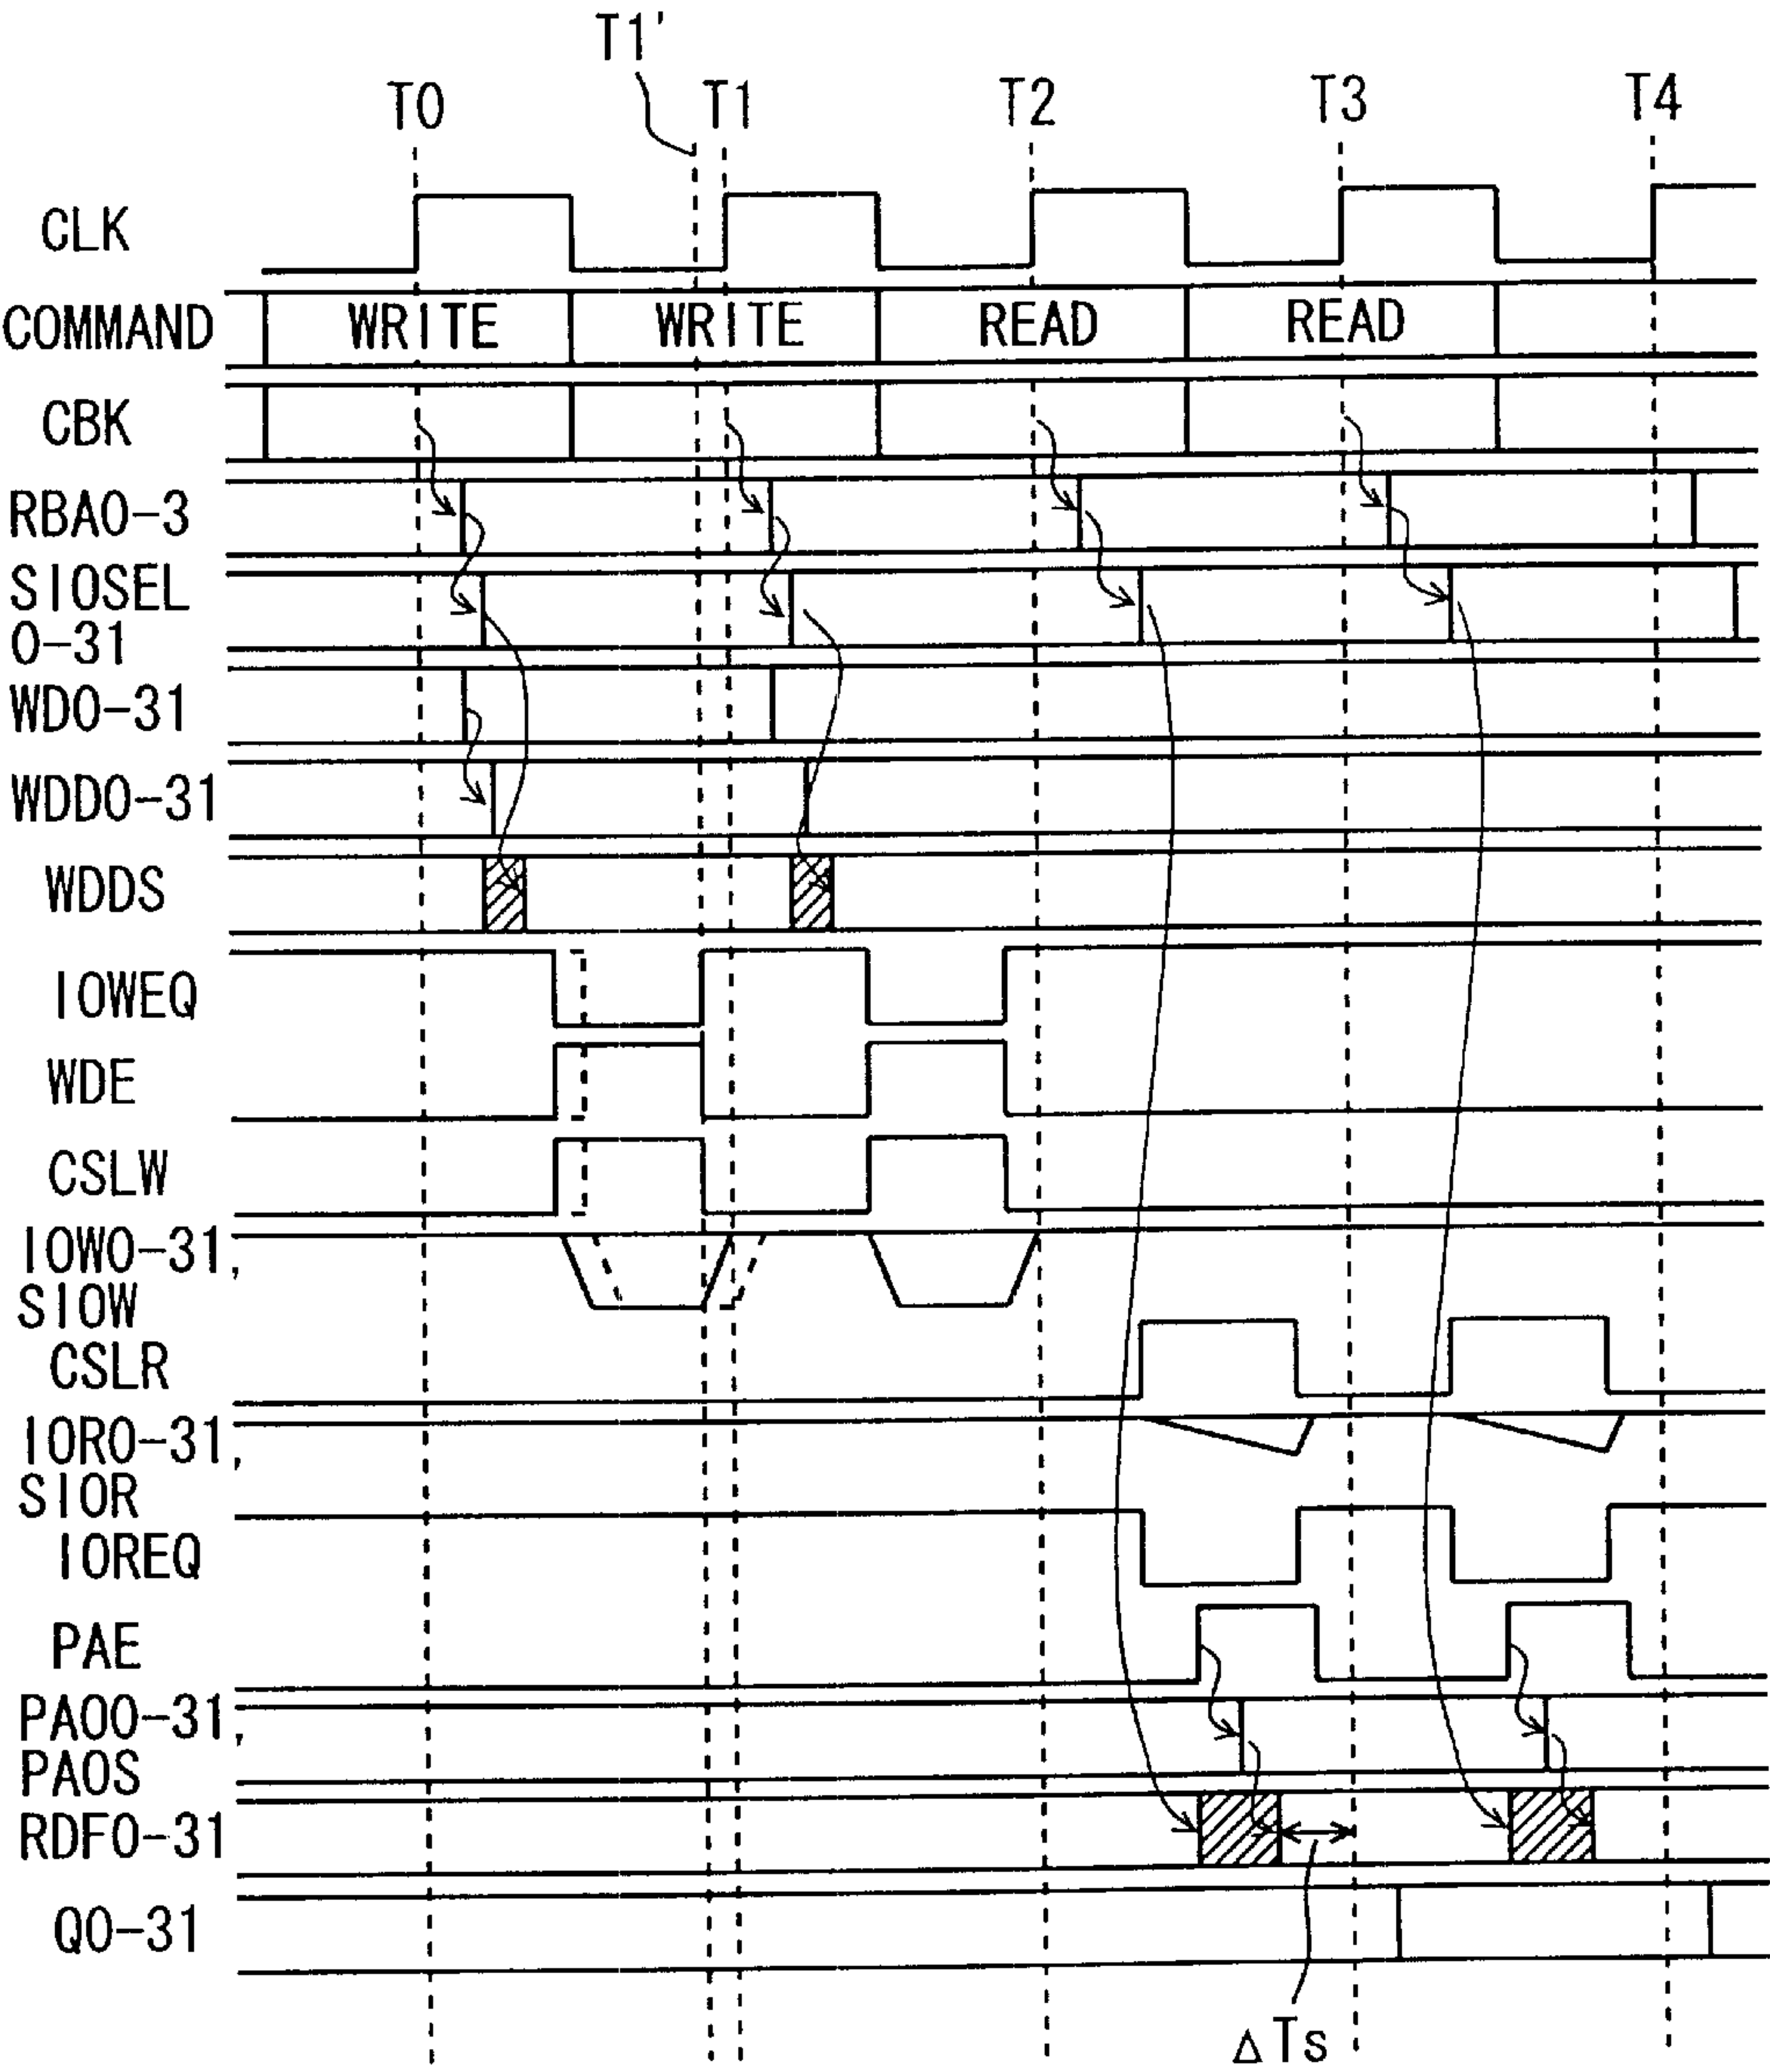 T1'
T0 T1 T2 T3 T4
CLK
COMMAND WRITE WRITE READ READ
CBK
RBA0-3
SIOSEL
0-31
WD0-31
WDD0-31
WDDS
IOWEQ
WDE
CSLW
IOW0-31,
SIOW
CSLR
IOR0-31,
SIOR
IOREQ
PAE
PAO0-31,
PAOS
RDF0-31
Q0-31
ΔTs